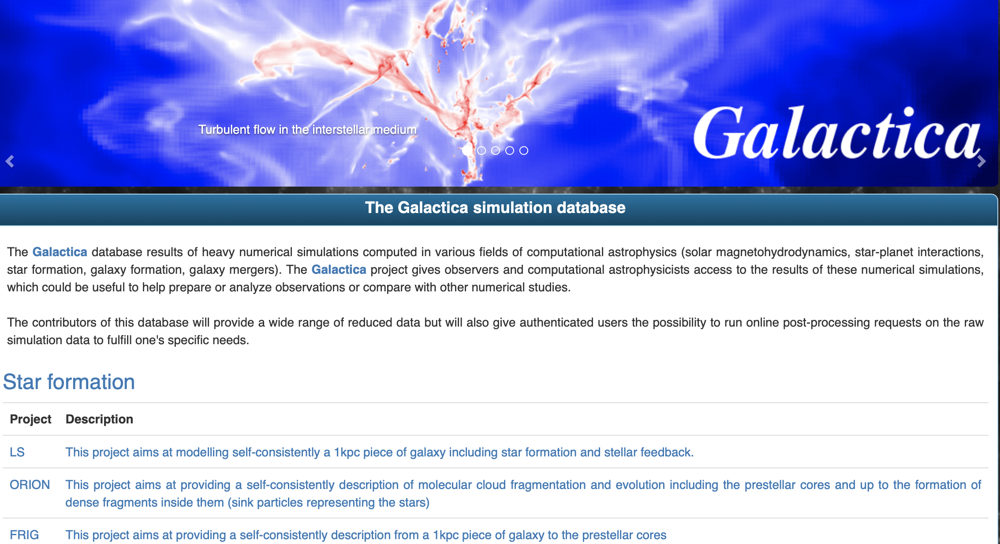 Turbulent flow in the interstellar medium
Galactica
The Galactica simulation database
The Galactica database results of heavy numerical simulations computed in various fields of computational astrophysics (solar magnetohydrodynamics, star-planet interactions,
star formation, galaxy formation, galaxy mergers). The Galactica project gives observers and computational astrophysicists access to the results of these numerical simulations,
which could be useful to help prepare or analyze observations or compare with other numerical studies.
The contributors of this database will provide a wide range of reduced data but will also give authenticated users the possibility to run online post-processing requests on the raw
simulation data to fulfill one's specific needs.
Star formation
Project Description
LS This project aims at modelling self-consistently a 1kpc piece of galaxy including star formation and stellar feedback.
ORION This project aims at providing a self-consistently description of molecular cloud fragmentation and evolution including the prestellar cores and up to the formation of
dense fragments inside them (sink particles representing the stars)
FRIG This project aims at providing a self-consistently description from a 1kpc piece of galaxy to the prestellar cores